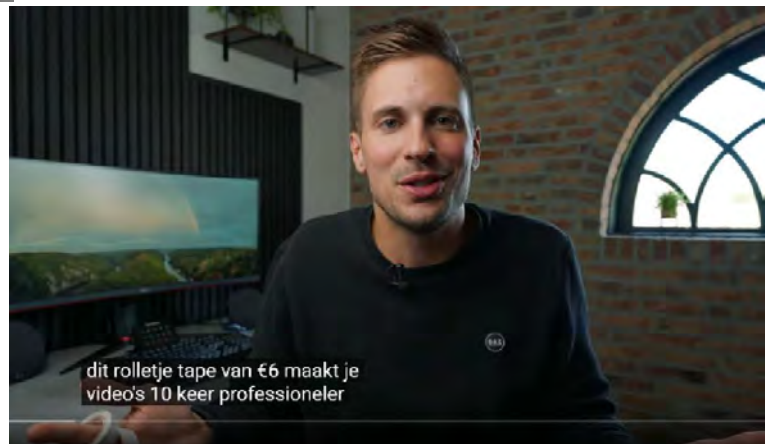 dit rolletje tape van €6 maakt je
video's 10 keer professioneler